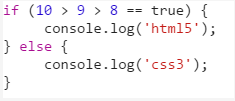 if (10 > 9 > 8 == true) {
    console.log('html5');
} else {
    console.log('css3');
}